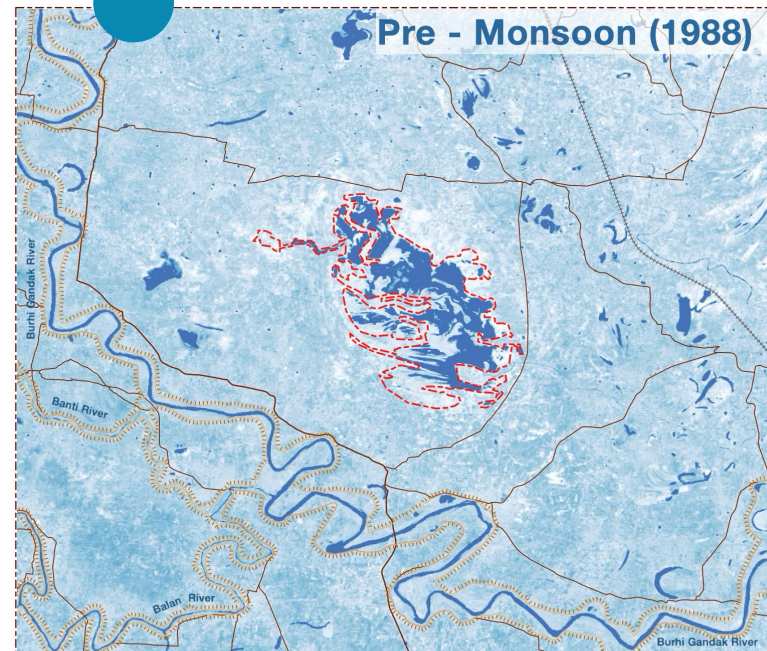 Pre - Monsoon (1988)
Burhi Gandak River
Banti River
Balan River
Burhi Gandak River